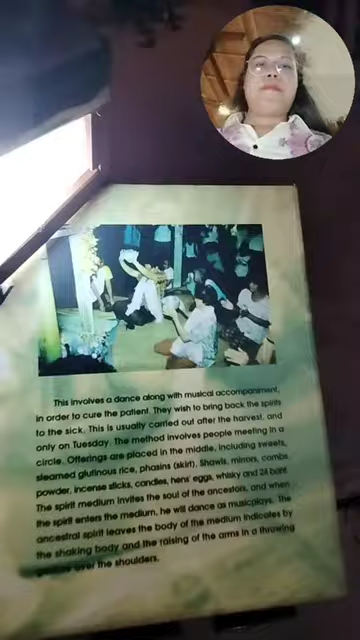 This involves a dance along with musical accompaniment,
in order to cure the patient. They wish to bring back the spirits
to the sick. This is usually carried out after the harvest, and
only on Tuesday. The method involves people meeting in a
circle. Offerings are placed in the middle, including sweets,
steamed glutinous rice, phasins (skirt), Shawls, mirrors, combs,
powder, incense sticks, candles, hens' eggs, whisky and 24 baht.
The spirit medium invites the soul of the ancestors, and when
the spirit enters the medium, he will dance as musicplays. The
ancestral spirit leaves the body of the medium indicates by
the shaking body and the raising of the arms in a throwing
over the shoulders.